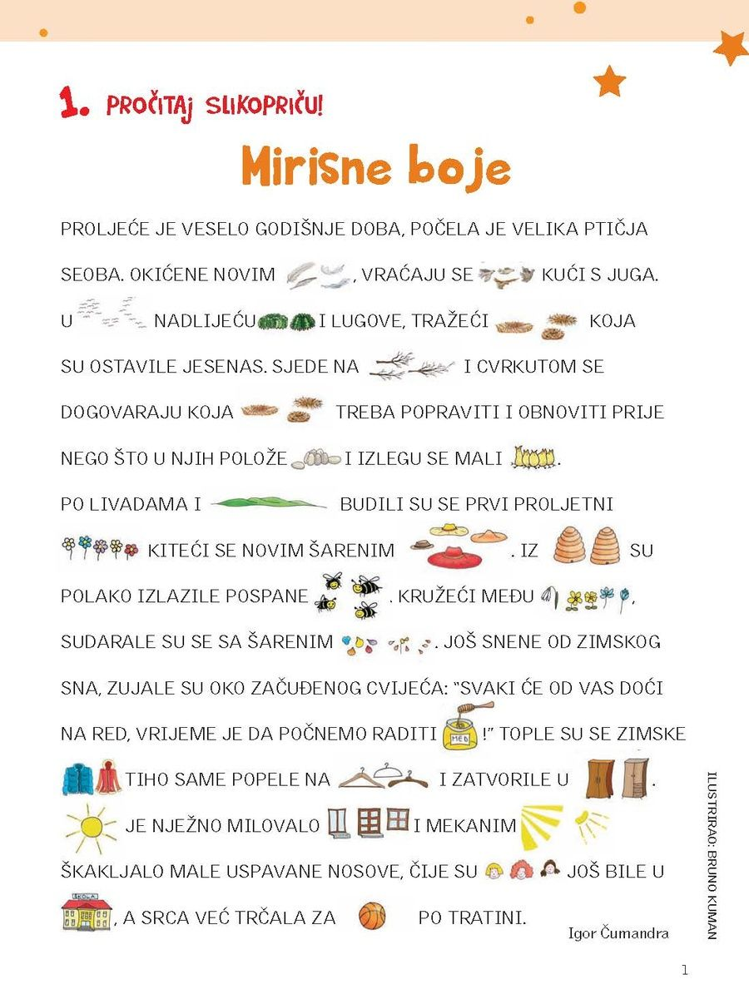 1. PROČITAJ SLIKOPRIČU!
Mirisne boje
PROLJEĆE JE VESELO GODIŠNJE DOBA, POČELA JE VELIKA PTIČJA
SEOBA. OKIĆENE NOVIM , VRAĆAJU SE KUĆI S JUGA.
U NADLIJEĆU I LUGOVE, TRAŽEĆI KOJA
SU OSTAVILE JESENAS. SJEDE NA I CVRKUTOM SE
DOGOVARAJU KOJA TREBA POPRAVITI I OBNOVITI PRIJE
NEGO ŠTO U NJIH POLOŽE I IZLEGU SE MALI .
PO LIVADAMA I BUDILI SU SE PRVI PROLJETNI
KITEĆI SE NOVIM ŠARENIM . IZ SU
POLAKO IZLAZILE POSPANE . KRUŽEĆI MEĐU ,
SUDARALE SU SE SA ŠARENIM . JOŠ SNENE OD ZIMSKOG
SNA, ZUJALE SU OKO ZAČUĐENOG CVIJEĆA: "SVAKI ĆE OD VAS DOĆI
NA RED, VRIJEME JE DA POČNEMO RADITI MED !" TOPLE SU SE ZIMSKE
TIHO SAME POPELE NA I ZATVORILE U .
JE NJEŽNO MILOVALO I MEKANIM
ŠKAKLJALO MALE USPAVANE NOSOVE, ČIJE SU JOŠ BILE U
ŠKOLA , A SRCA VEĆ TRČALA ZA PO TRATINI.
Igor Čumandra
ILUSTRIRAO: BRUNO KUMAN
1